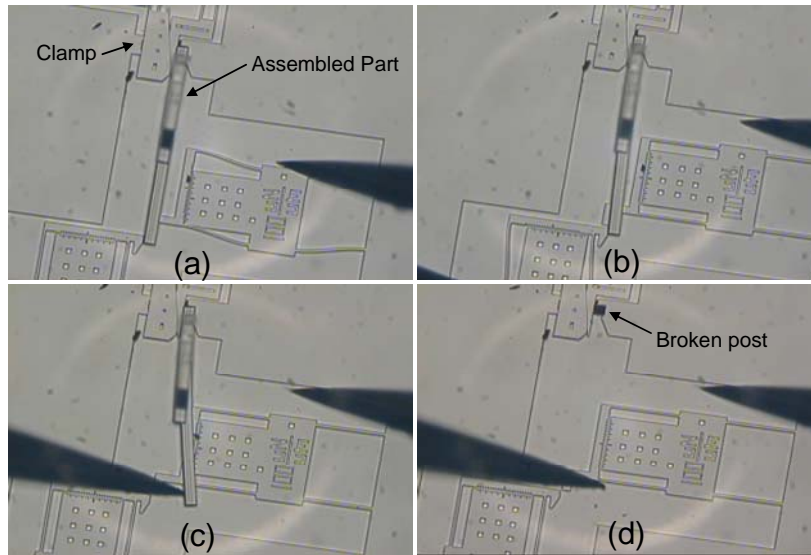 Clamp
Assembled Part
(a)
(b)
(c)
Broken post
(d)